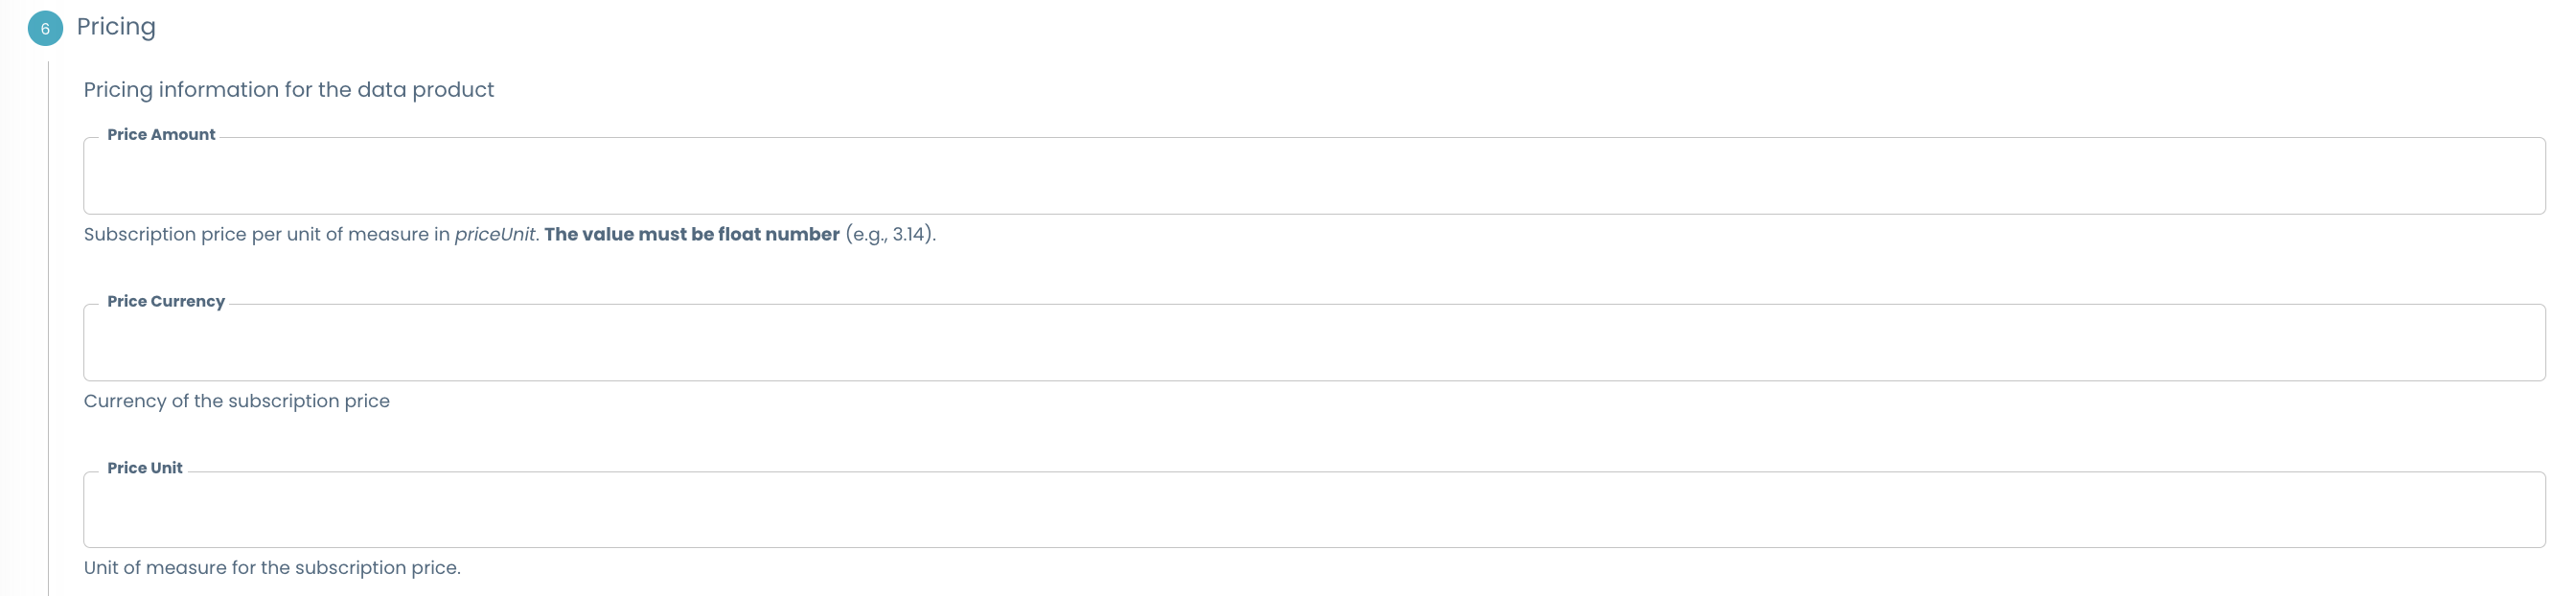 6 Pricing
Pricing information for the data product
Price Amount
Subscription price per unit of measure in priceUnit. The value must be float number (e.g., 3.14).
Price Currency
Currency of the subscription price
Price Unit
Unit of measure for the subscription price.